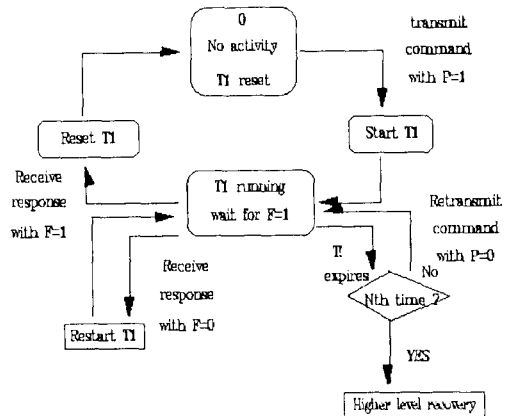 0
No activity
T1 reset
transmit
command
with P=1
Reset T1
Start T1
Receive
response
with F=1
T1 running
wait for F=1
Retransmit
command
with P=0
Receive
response
with F=0
T!
expires
No
Nth time ?
Restart T1
YES
Higher level recovery